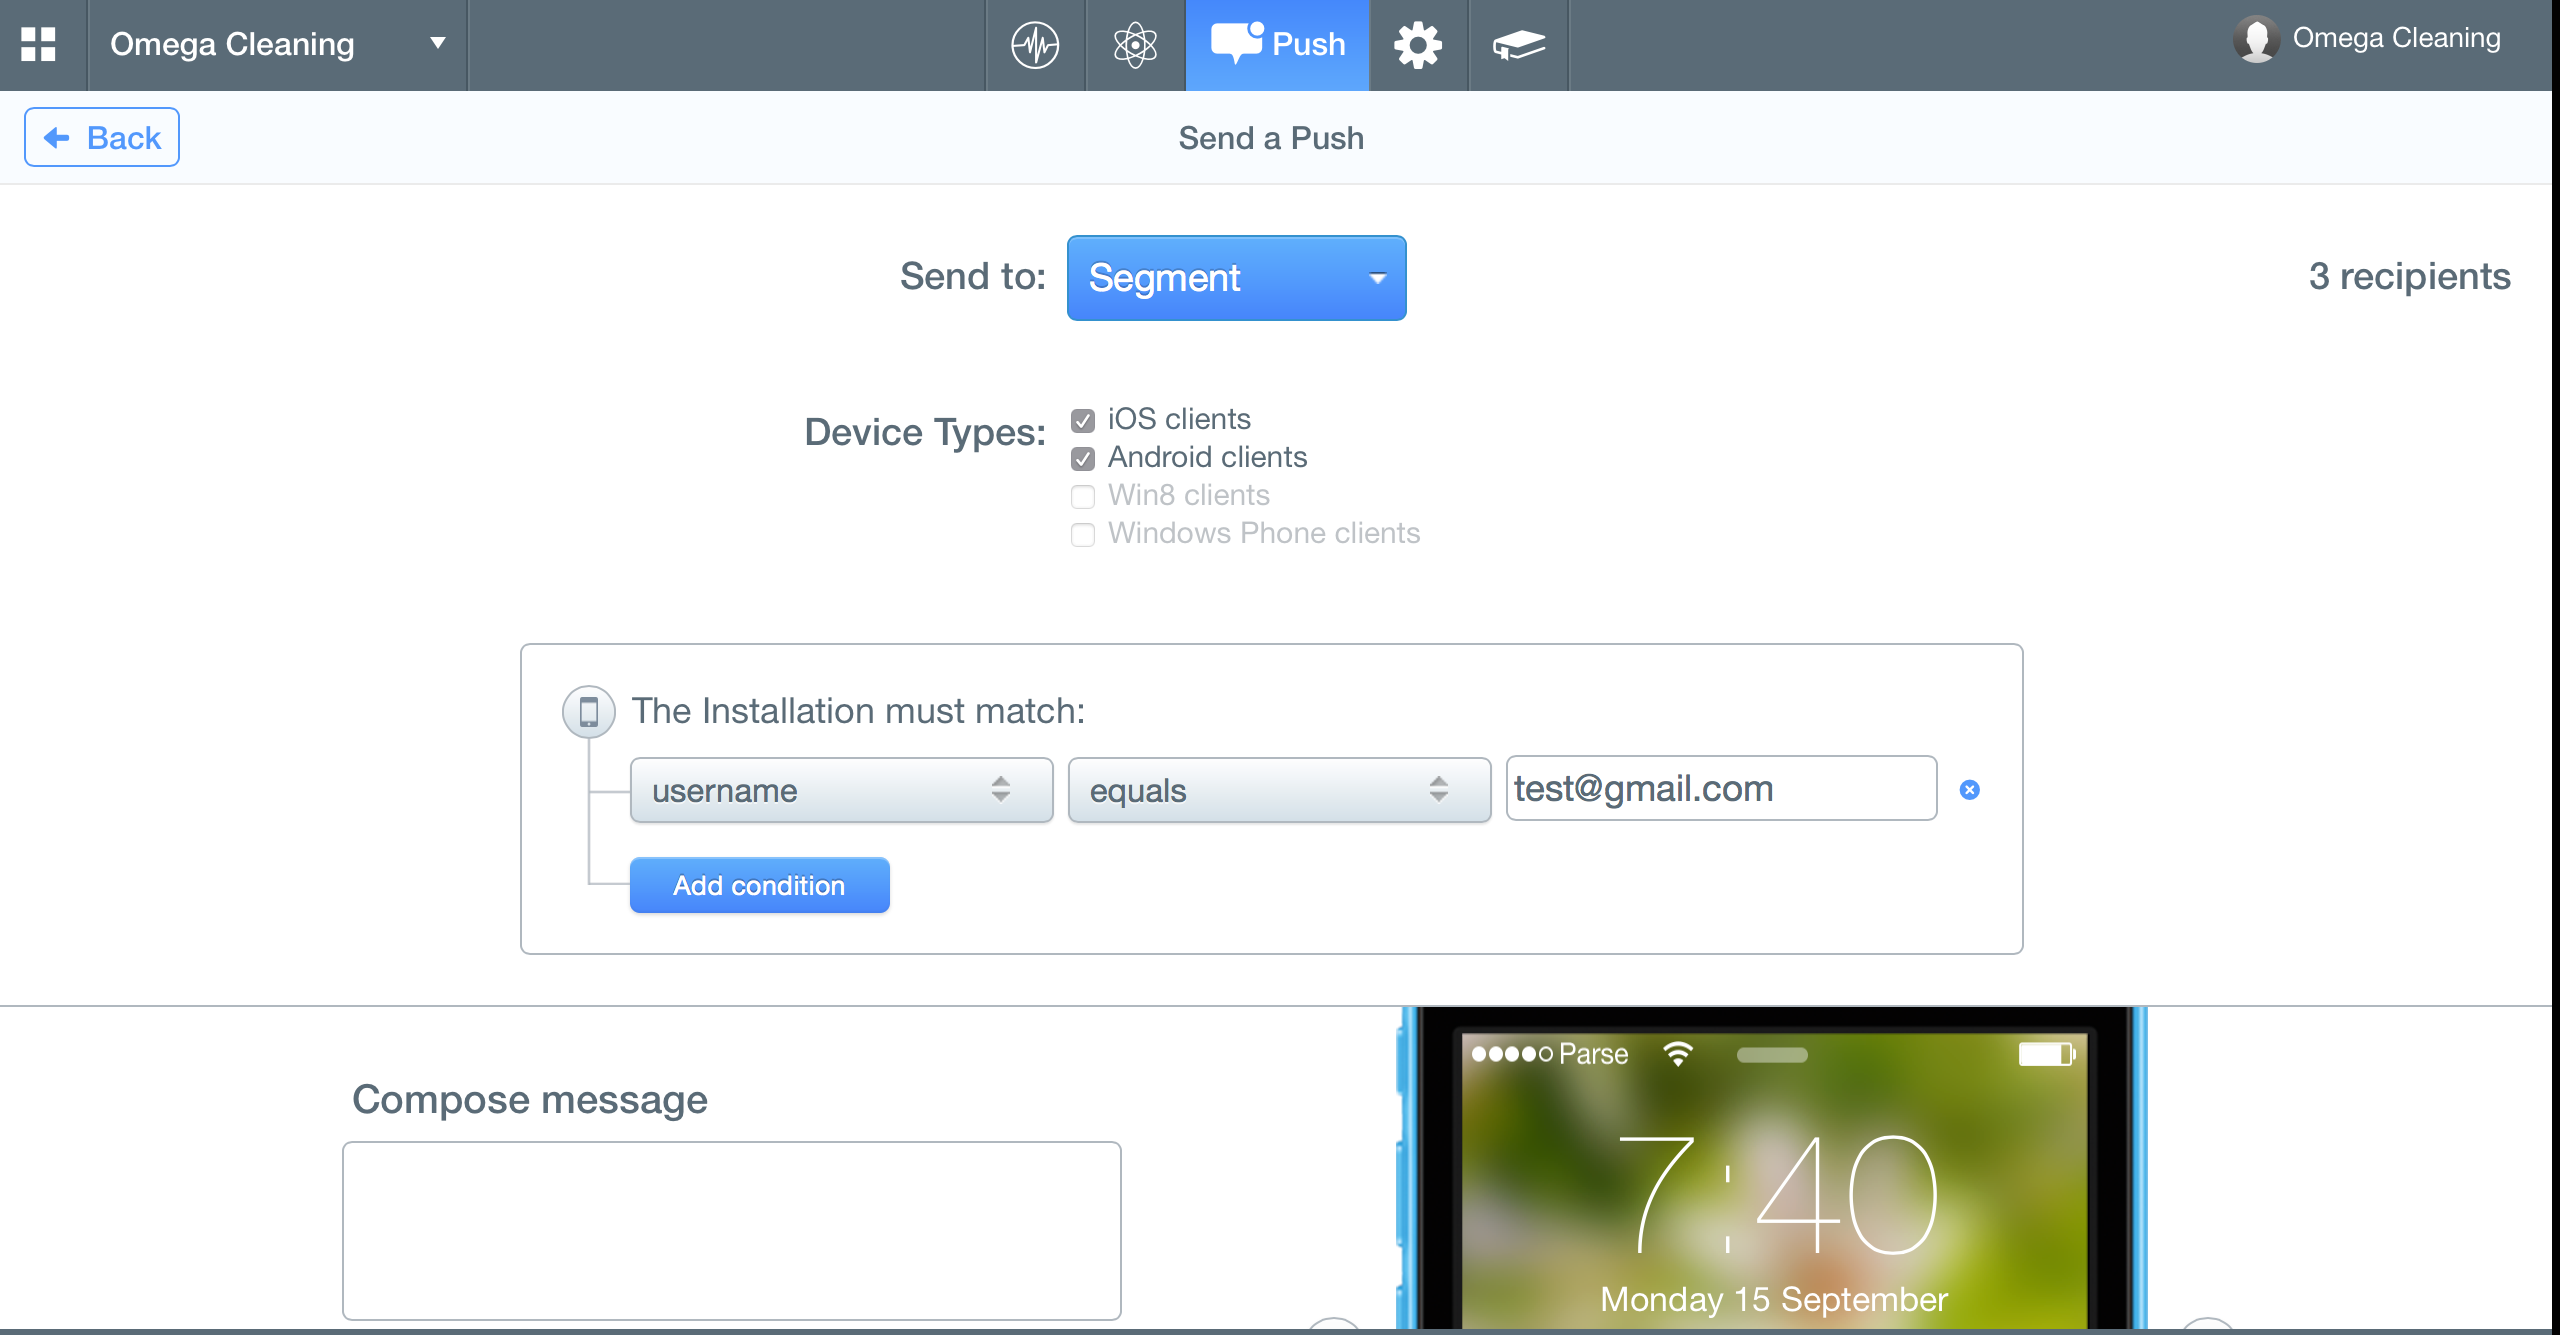 Omega Cleaning
Push
Omega Cleaning
Back
Send a Push
Send to:
Segment
3 recipients
Device Types:
iOS clients
Android clients
Win8 clients
Windows Phone clients
The Installation must match:
username
equals
test@gmail.com
Add condition
Compose message
Parse
7:40
Monday 15 September